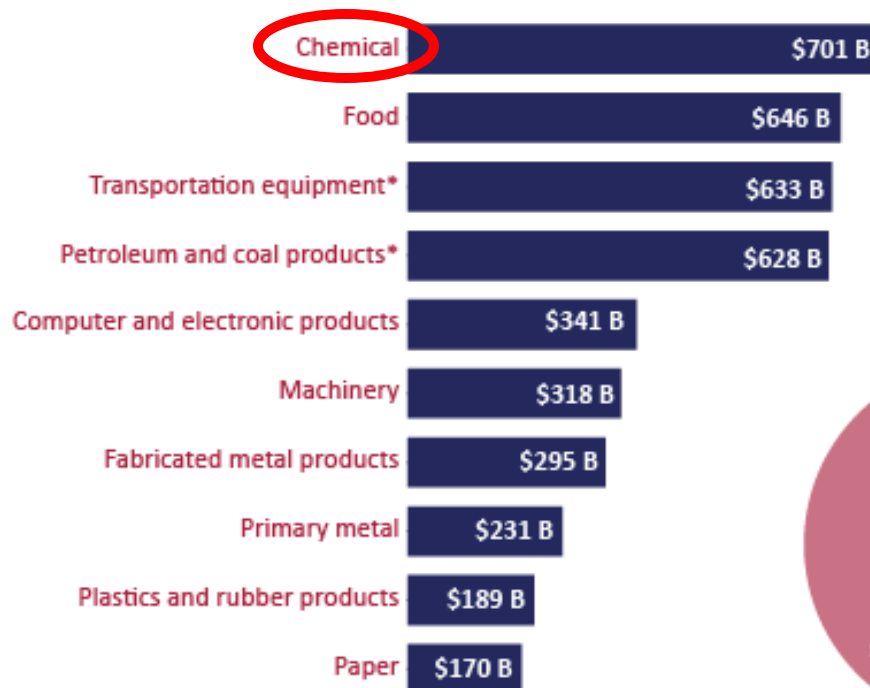 Chemical $701 B
Food $646 B
Transportation equipment* $633 B
Petroleum and coal products* $628 B
Computer and electronic products $341 B
Machinery $318 B
Fabricated metal products $295 B
Primary metal $231 B
Plastics and rubber products $189 B
Paper $170 B